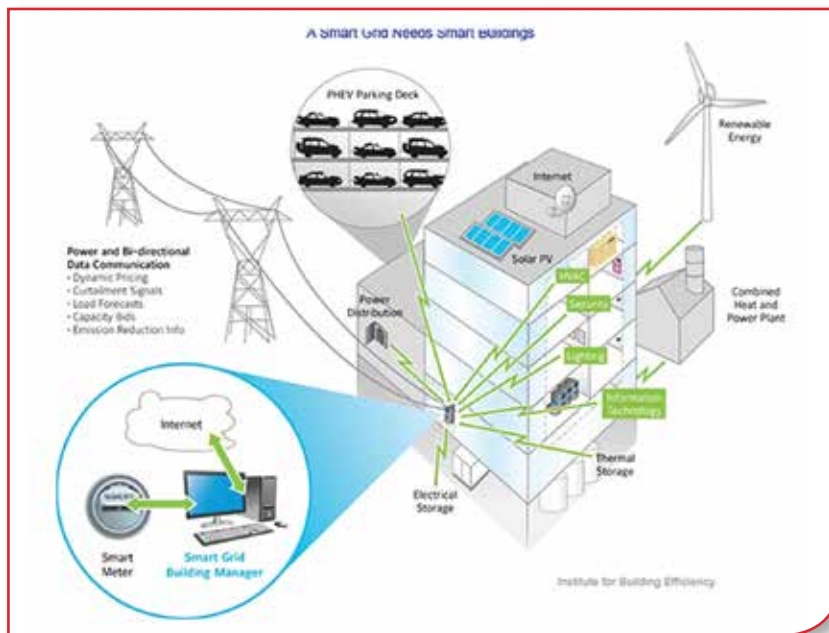 A Smart Grid Needs Smart Buildings
PHEV Parking Deck
Renewable
Energy
Internet
Solar PV
Power and Bi-directional
Data Communication
• Dynamic Pricing
• Curtailment Signals
• Load Forecasts
• Capacity Bids
• Emission Reduction Info
Power
Distribution
HVAC
Security
Lighting
Information
Technology
Combined
Heat and
Power Plant
Thermal
Storage
Electrical
Storage
Internet
Smart
Meter
Smart Grid
Building Manager
Institute for Building Efficiency